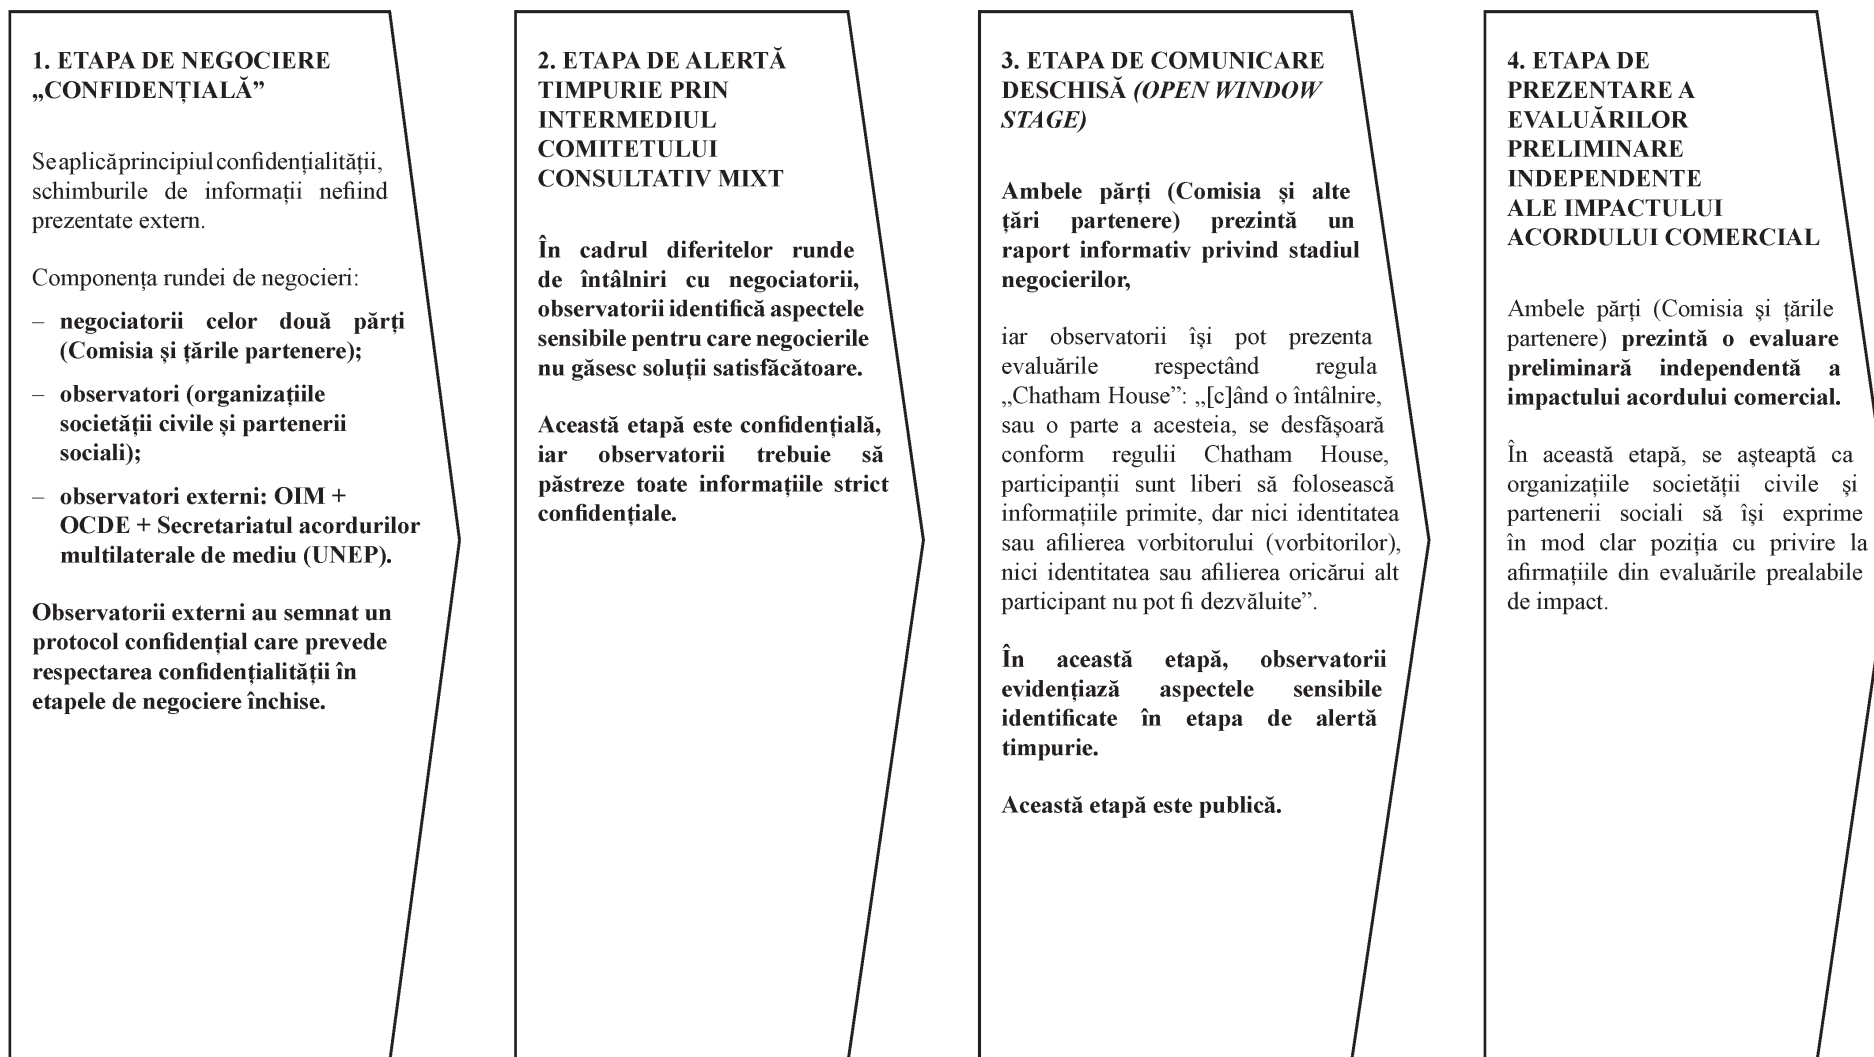 1. ETAPA DE NEGOCIERE
„CONFIDENȚIALĂ”
Se aplică principiul confidențialității,
schimburile de informații nefiind
prezentate extern.
Componența rundei de negocieri:
– negociatorii celor două părți
(Comisia și țările partenere);
– observatori (organizațiile
societății civile și partenerii
sociali);
– observatori externi: OIM +
OCDE + Secretariatul acordurilor
multilaterale de mediu (UNEP).
Observatorii externi au semnat un
protocol confidențial care prevede
respectarea confidențialității în
etapele de negociere închise.
2. ETAPA DE ALERTĂ
TIMPURIE PRIN
INTERMEDIUL
COMITETULUI
CONSULTATIV MIXT
În cadrul diferitelor runde
de întâlniri cu negociatorii,
observatorii identifică aspectele
sensibile pentru care negocierile
nu găsesc soluții satisfăcătoare.
Această etapă este confidențială,
iar observatorii trebuie să
păstreze toate informațiile strict
confidențiale.
3. ETAPA DE COMUNICARE
DESCHISĂ (OPEN WINDOW
STAGE)
Ambele părți (Comisia și alte
țări partenere) prezintă un
raport informativ privind stadiul
negocierilor,
iar observatorii își pot prezenta
evaluările respectând regula
„Chatham House”: „[c]ând o întâlnire,
sau o parte a acesteia, se desfășoară
conform regulii Chatham House,
participanții sunt liberi să folosească
informațiile primite, dar nici identitatea
sau afilierea vorbitorului (vorbitorilor),
nici identitatea sau afilierea oricărui alt
participant nu pot fi dezvăluite”.
În această etapă, observatorii
evidențiază aspectele sensibile
identificate în etapa de alertă
timpurie.
Această etapă este publică.
4. ETAPA DE
PREZENTARE A
EVALUĂRILOR
PRELIMINARE
INDEPENDENTE
ALE IMPACTULUI
ACORDULUI COMERCIAL
Ambele părți (Comisia și țările
partenere) prezintă o evaluare
preliminară independentă a
impactului acordului comercial.
În această etapă, se așteaptă ca
organizațiile societății civile și
partenerii sociali să își exprime
în mod clar poziția cu privire la
afirmațiile din evaluările prealabile
de impact.